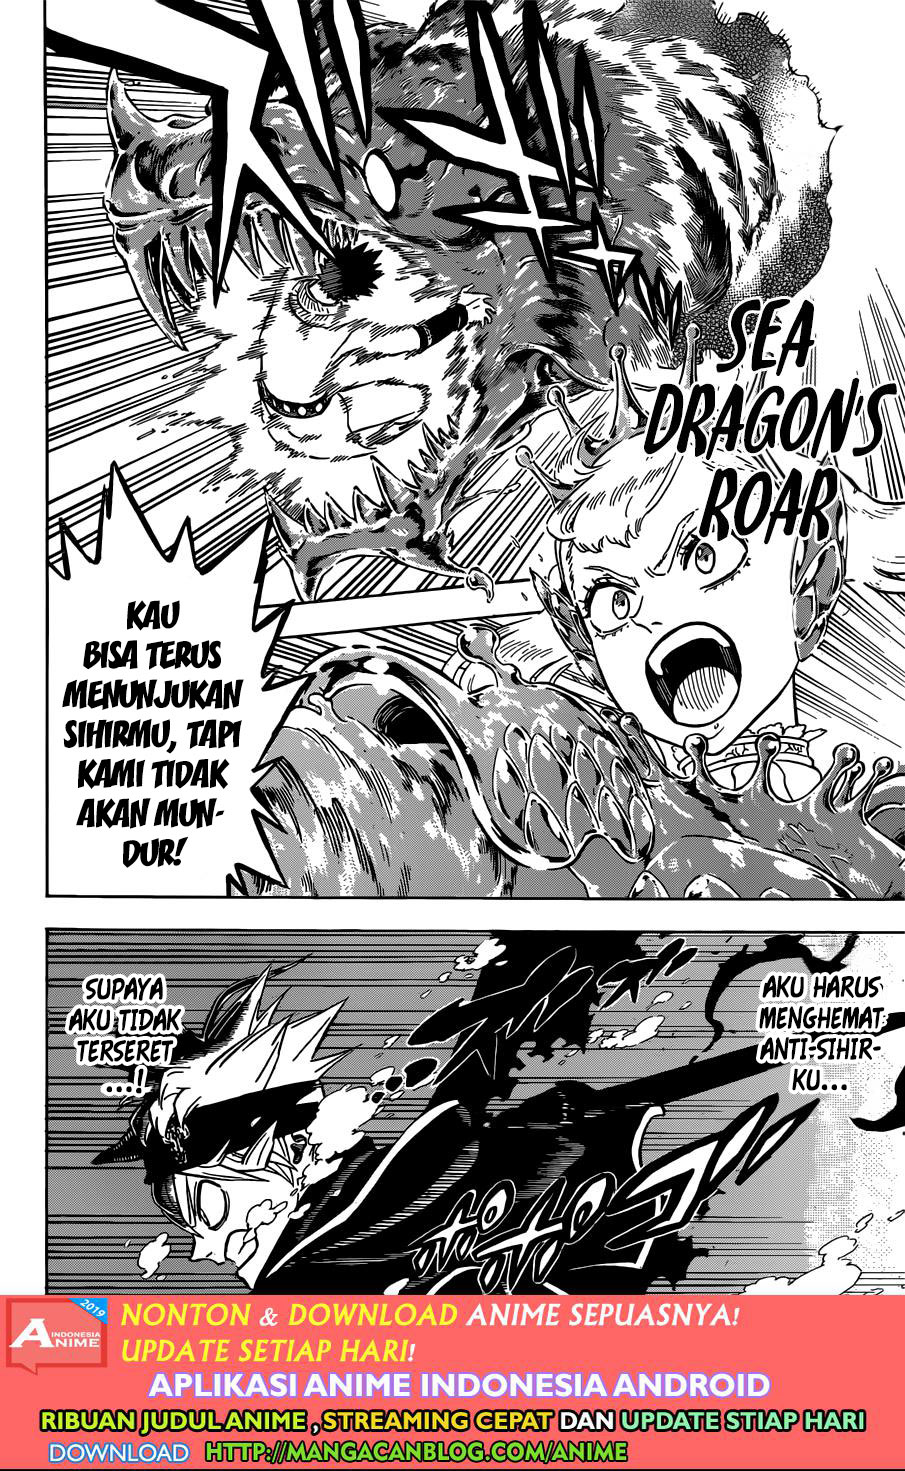 SEA
DRAGON'S
ROAR
KAU
BISA TERUS
MENUNJUKAN
SIHIRMU, TAPI
KAMI TIDAK
AKAN MUN-
DUR!
AKU HARUS
MENGHEMAT
ANTI-SIHIR-
KU...
SUPAYA
AKU TIDAK
TERSERET
...!
2019
INDONESIA
ANIME
NONTON & DOWNLOAD ANIME SEPUASNYA!
UPDATE SETIAP HARI!
APLIKASI ANIME INDONESIA ANDROID
RIBUAN JUDUL ANIME , STREAMING CEPAT DAN UPDATE STIAP HARI
DOWNLOAD HTTP://MANGACANBLOG.COM/ANIME